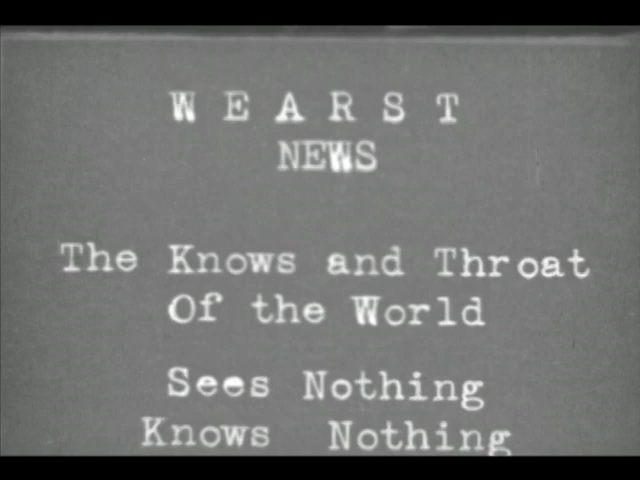 W E A R S T
NEWS
The Knows and Throat
Of the World
Sees Nothing
Knows Nothing